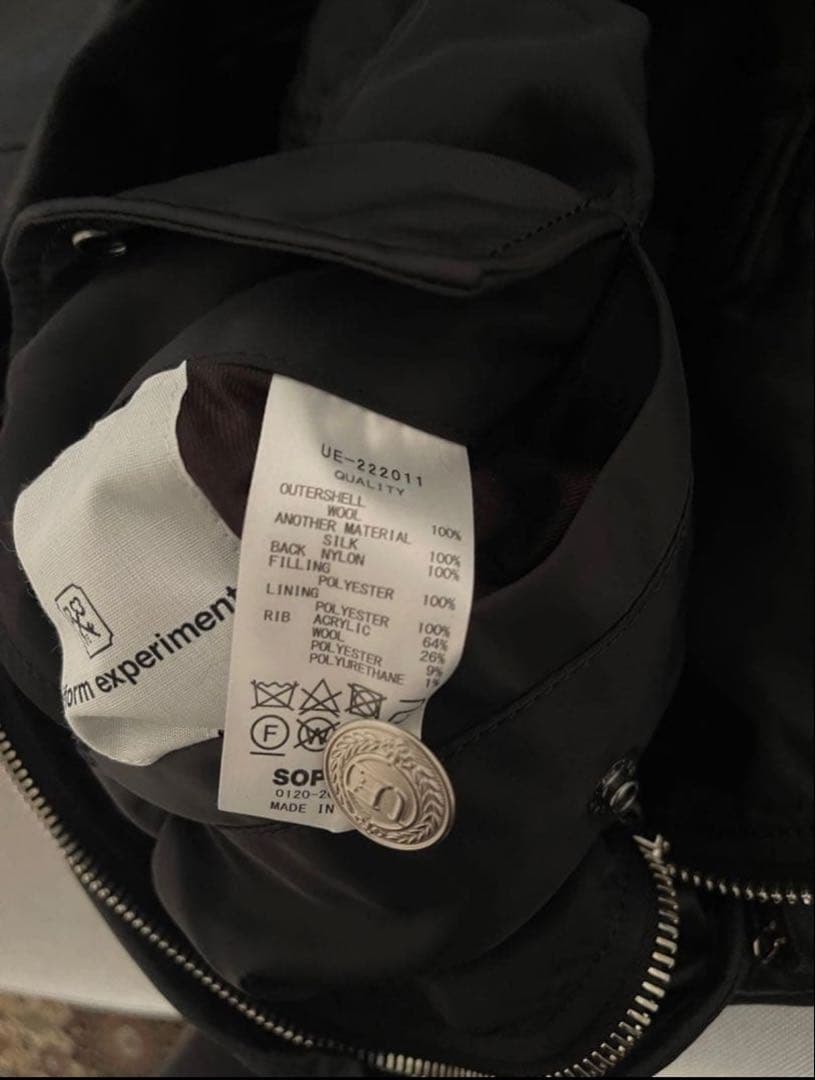 UE-222011
QUALITY
OUTERSHELL
WOOL 100%
ANOTHER MATERIAL
SILK 100%
BACK NYLON 100%
FILLING
POLYESTER 100%
LINING
POLYESTER 100%
RIB ACRYLIC 64%
WOOL 26%
POLYESTER 9%
POLYURETHANE 1%
F
W
SOP
0120-2
MADE IN
form experiment